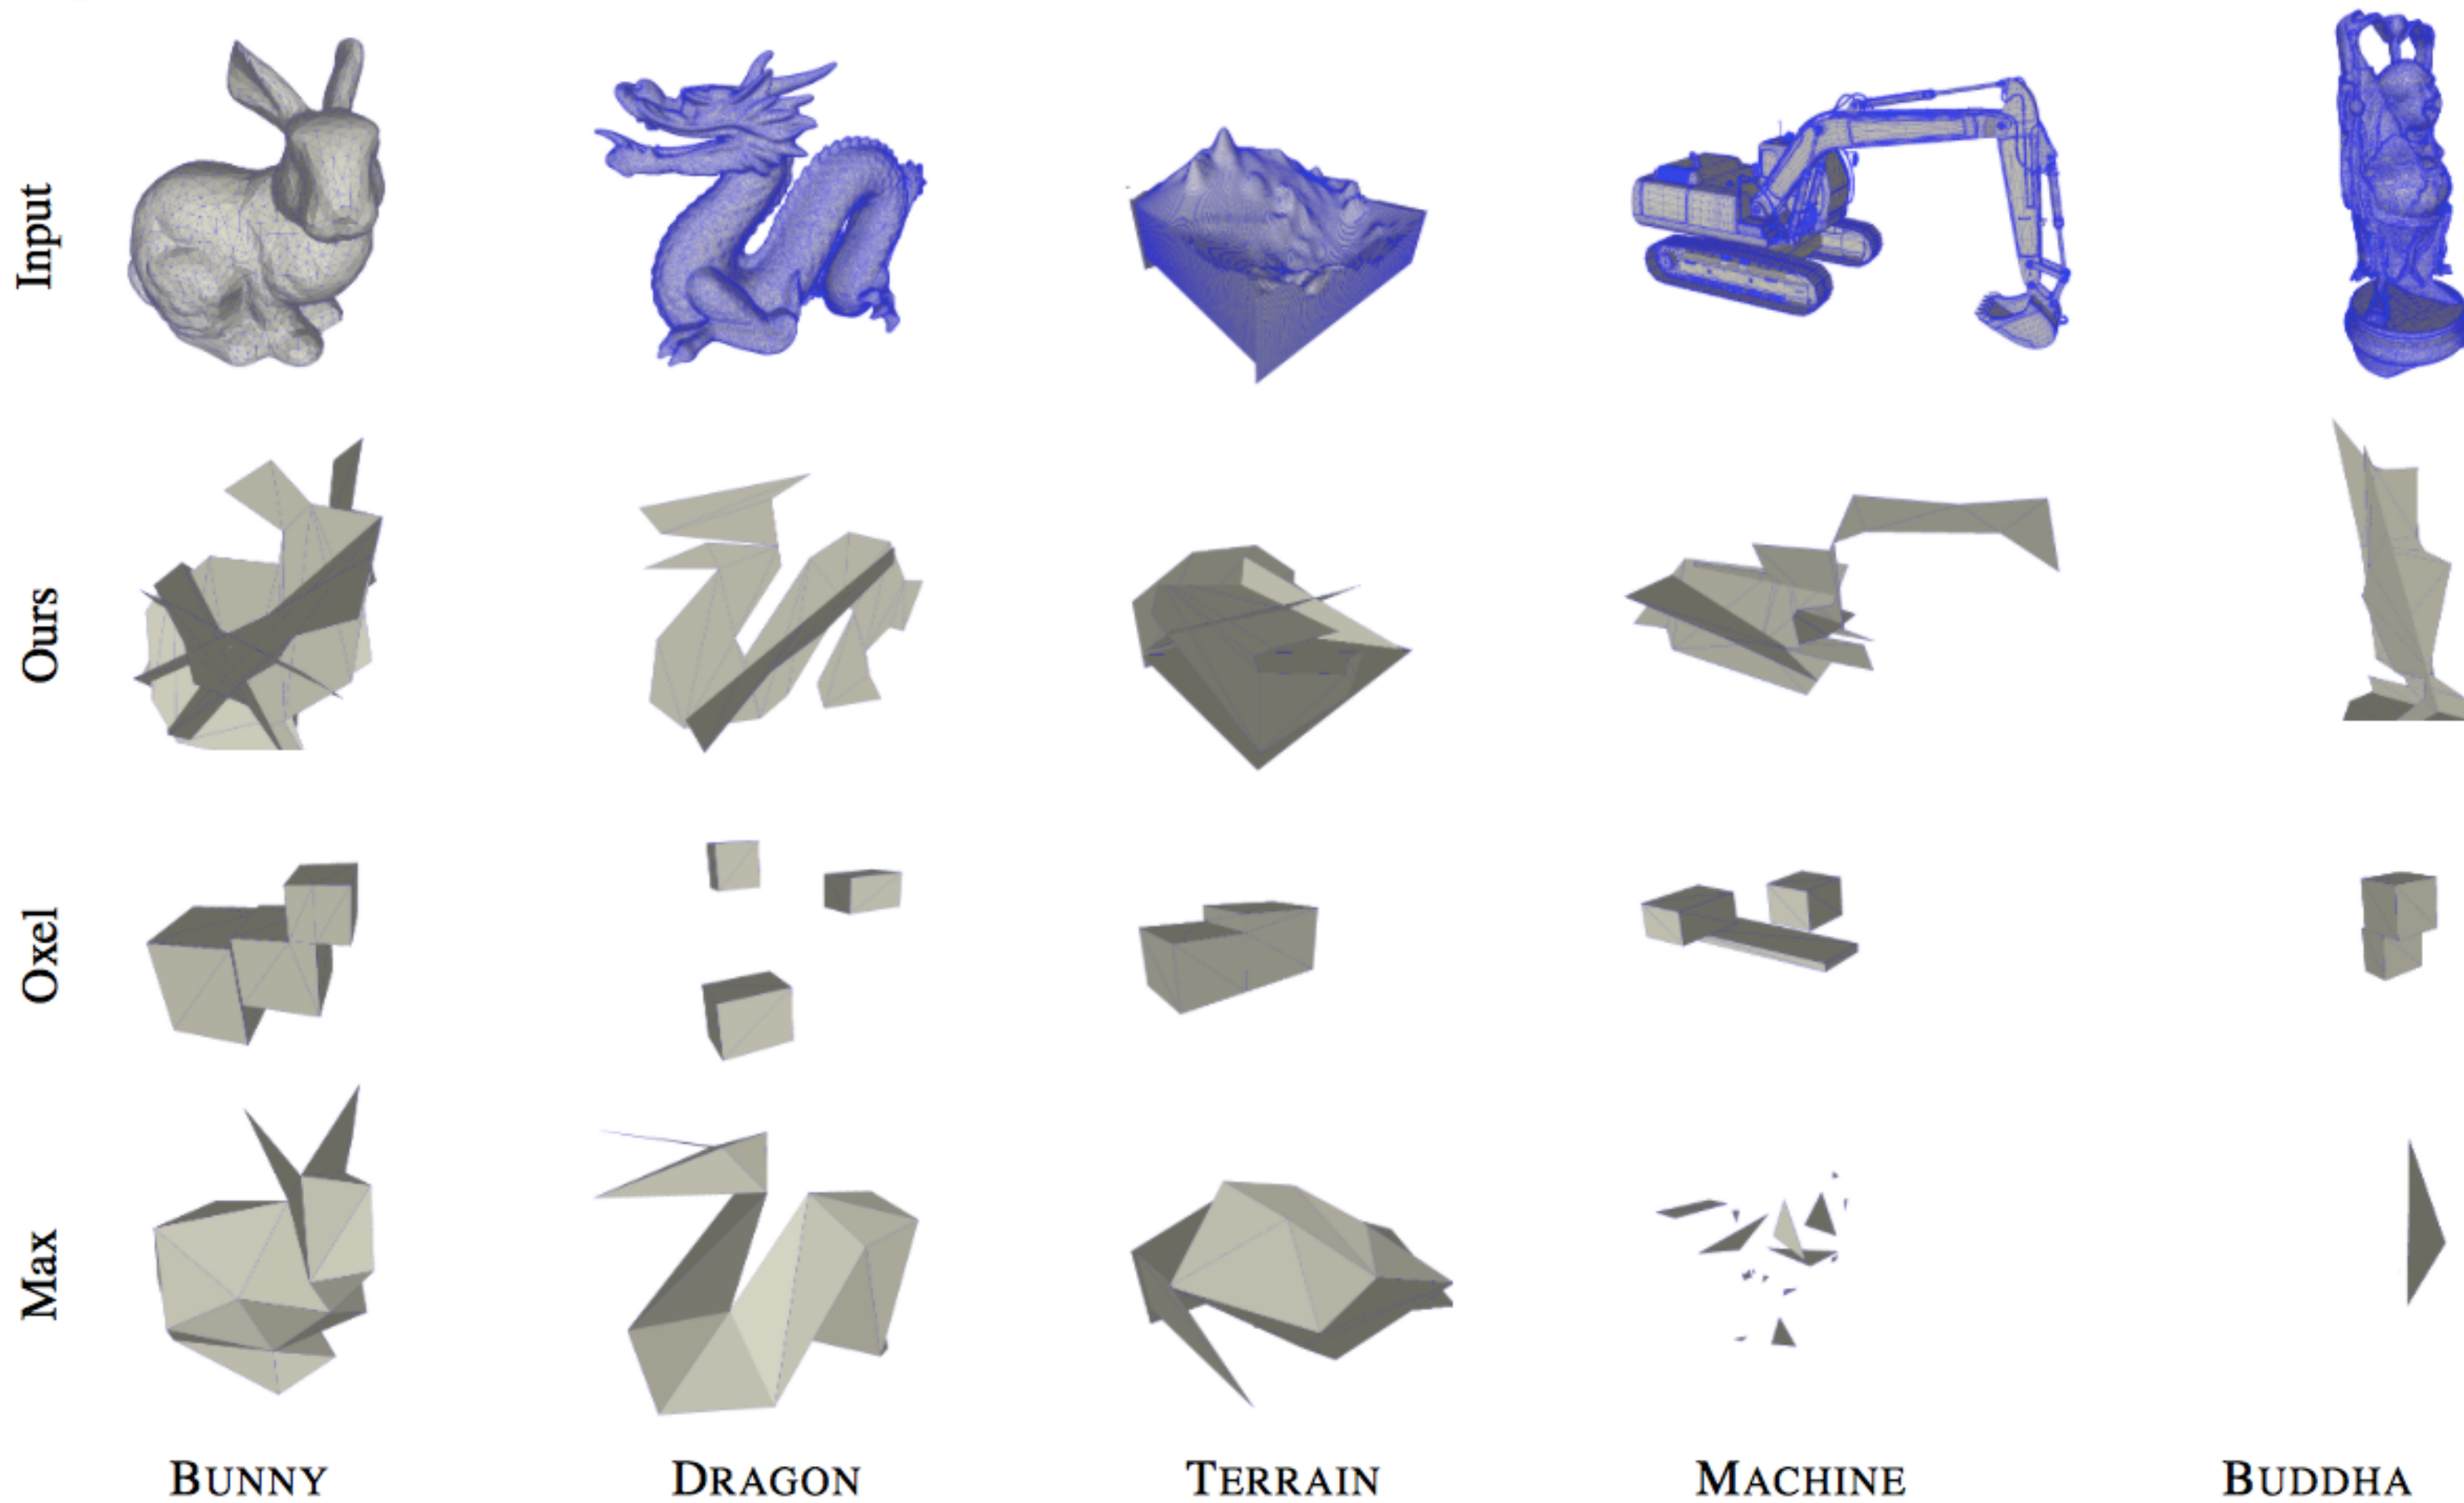 Input
Ours
Oxel
Max
BUNNY DRAGON TERRAIN MACHINE BUDDHA